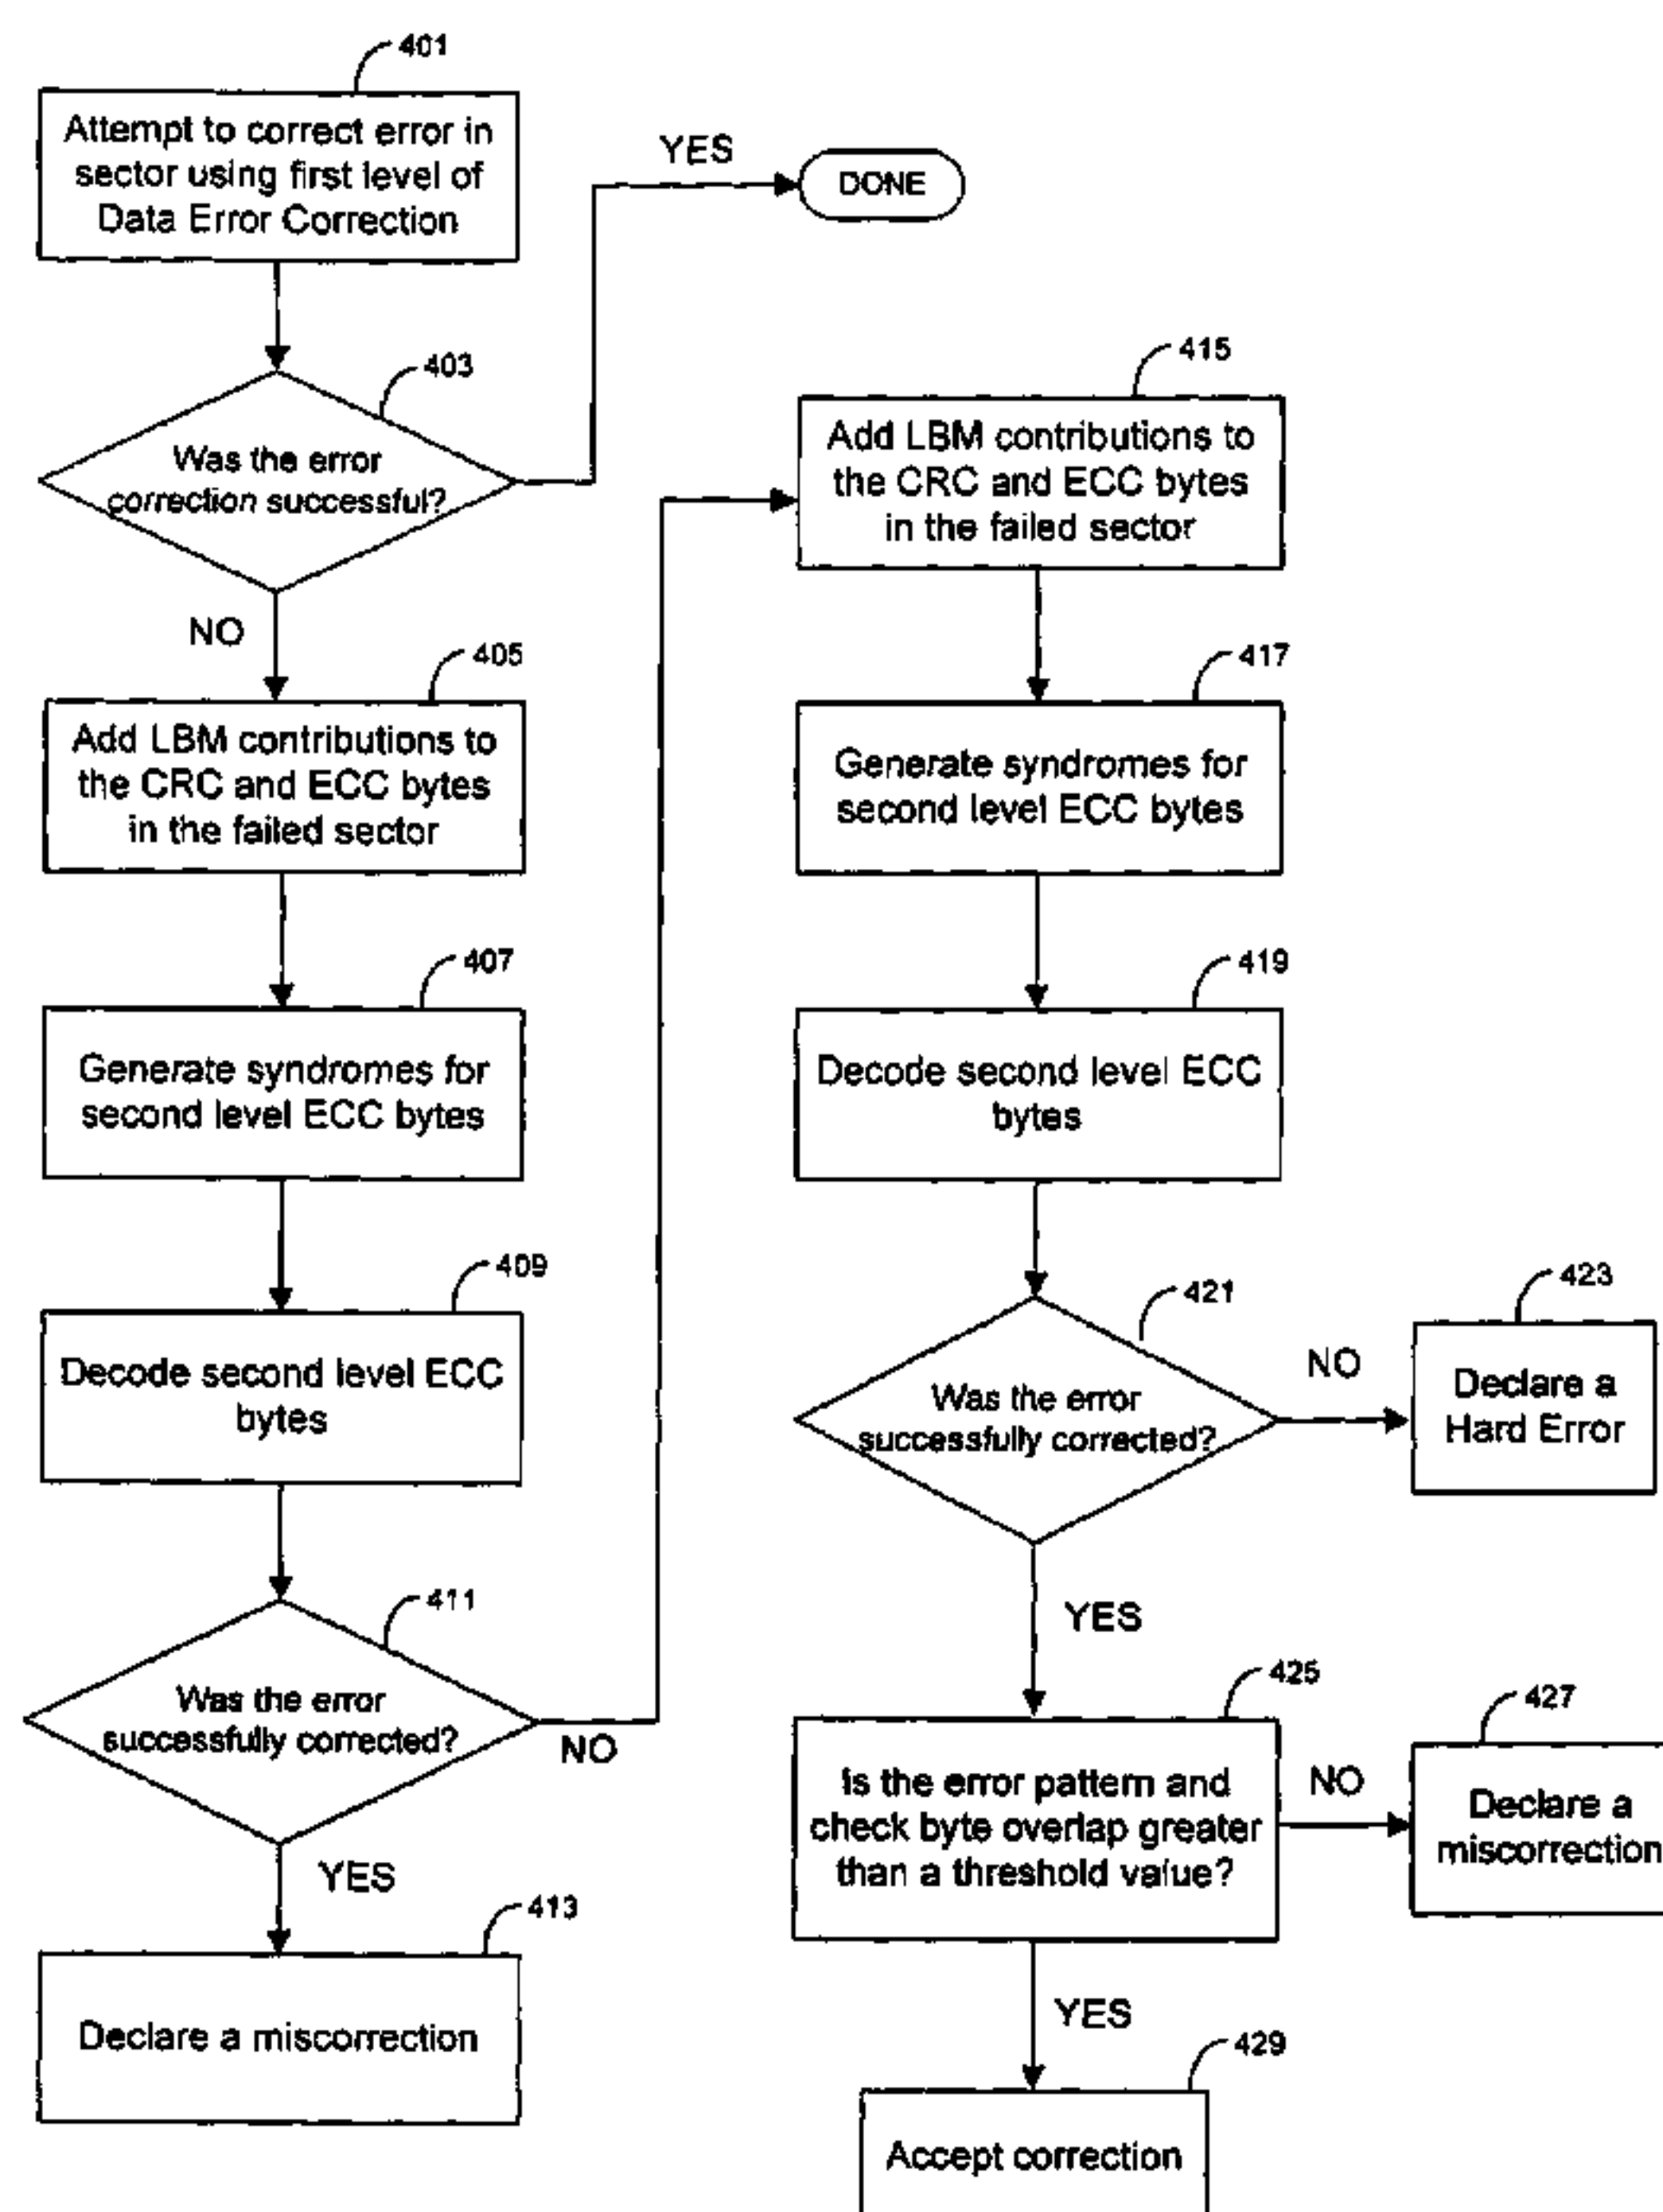 401
Attempt to correct error in
sector using first level of
Data Error Correction
YES
DONE
403
Was the error
correction successful?
NO
405
Add LBM contributions to
the CRC and ECC bytes
in the failed sector
407
Generate syndromes for
second level ECC bytes
409
Decode second level ECC
bytes
411
Was the error
successfully corrected?
NO
YES
413
Declare a miscorrection
415
Add LBM contributions to
the CRC and ECC bytes
in the failed sector
417
Generate syndromes for
second level ECC bytes
419
Decode second level ECC
bytes
421
Was the error
successfully corrected?
NO
423
Declare a
Hard Error
YES
425
Is the error pattern and
check byte overlap greater
than a threshold value?
NO
427
Declare a
miscorrection
YES
429
Accept correction